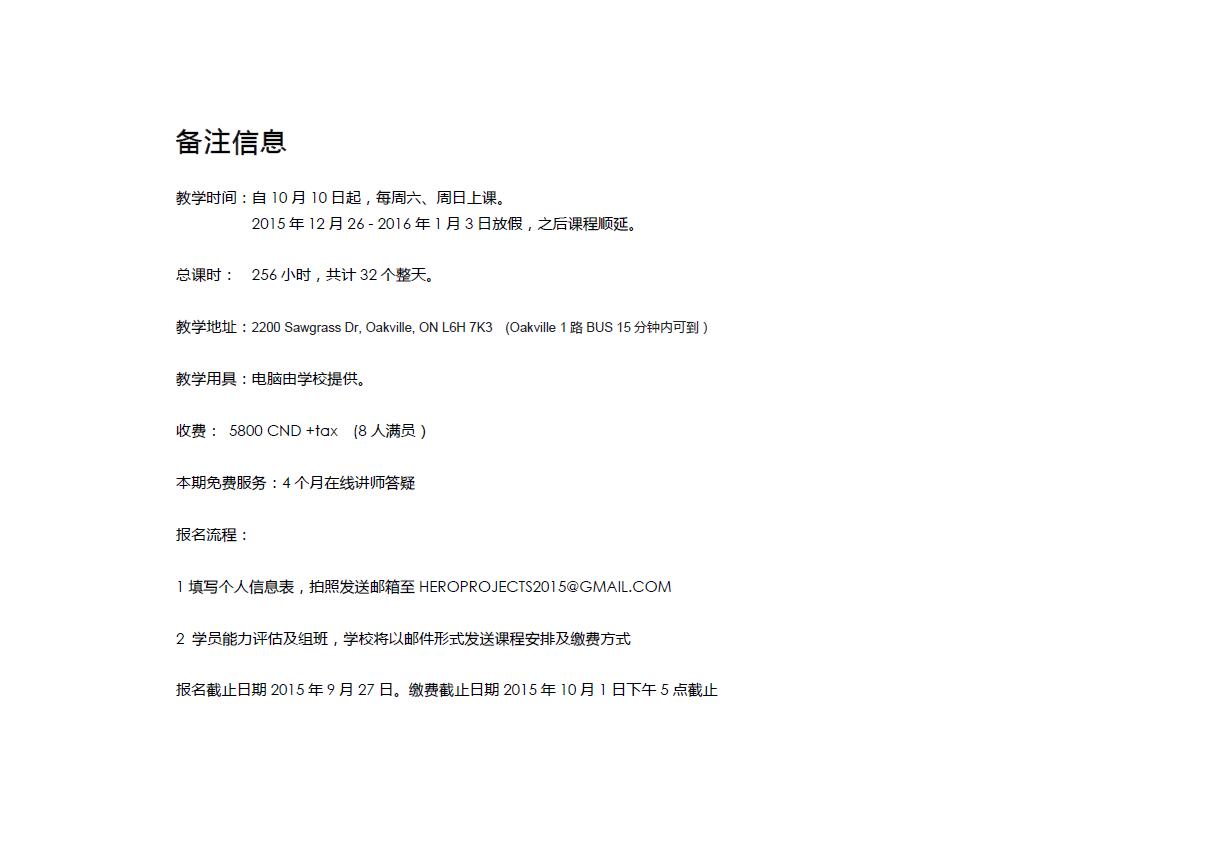 备注信息
教学时间：自 10 月 10 日起，每周六、周日上课。
2015 年 12 月 26 - 2016 年 1 月 3 日放假，之后课程顺延。
总课时： 256 小时，共计 32 个整天。
教学地址：2200 Sawgrass Dr, Oakville, ON L6H 7K3 (Oakville 1 路 BUS 15 分钟内可到）
教学用具：电脑由学校提供。
收费： 5800 CND +tax (8 人满员）
本期免费服务：4 个月在线讲师答疑
报名流程：
1 填写个人信息表，拍照发送邮箱至 HEROPROJECTS2015@GMAIL.COM
2 学员能力评估及组班，学校将以邮件形式发送课程安排及缴费方式
报名截止日期 2015 年 9 月 27 日。缴费截止日期 2015 年 10 月 1 日下午 5 点截止